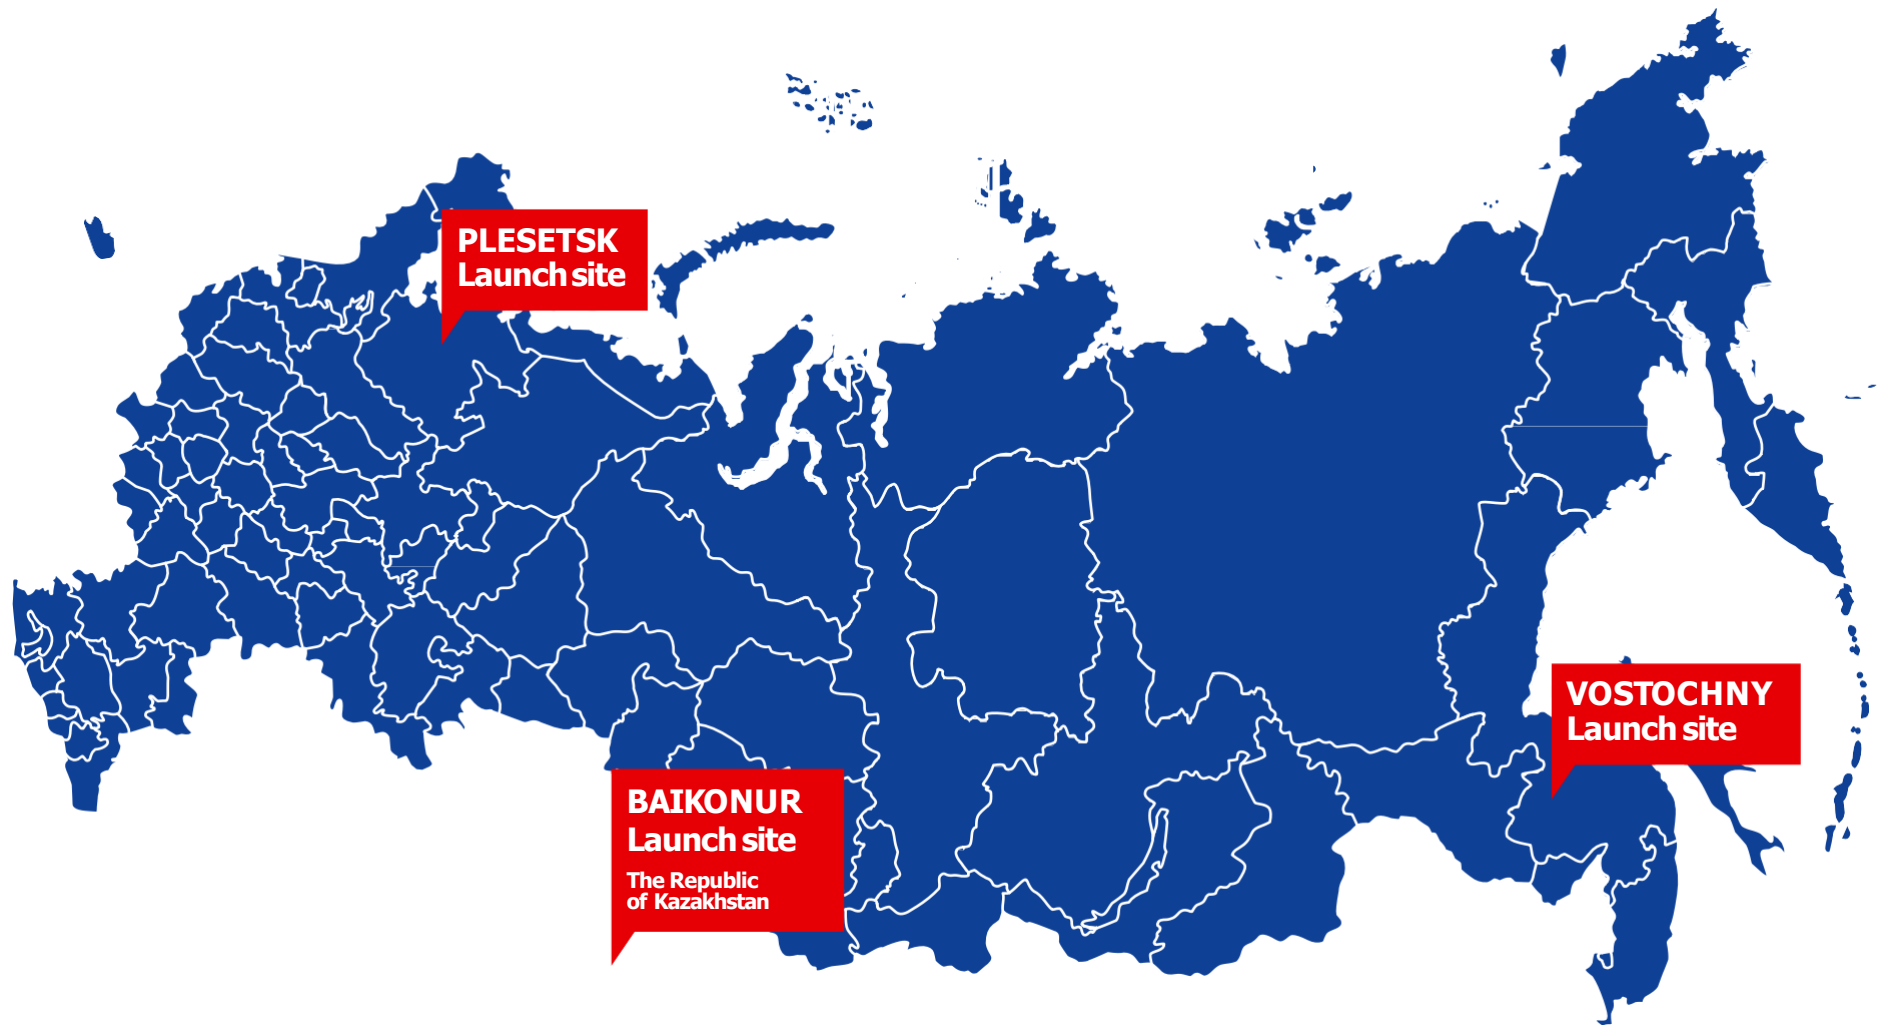 PLESETSK
Launch site
VOSTOCHNY
Launch site
BAIKONUR
Launch site
The Republic
of Kazakhstan